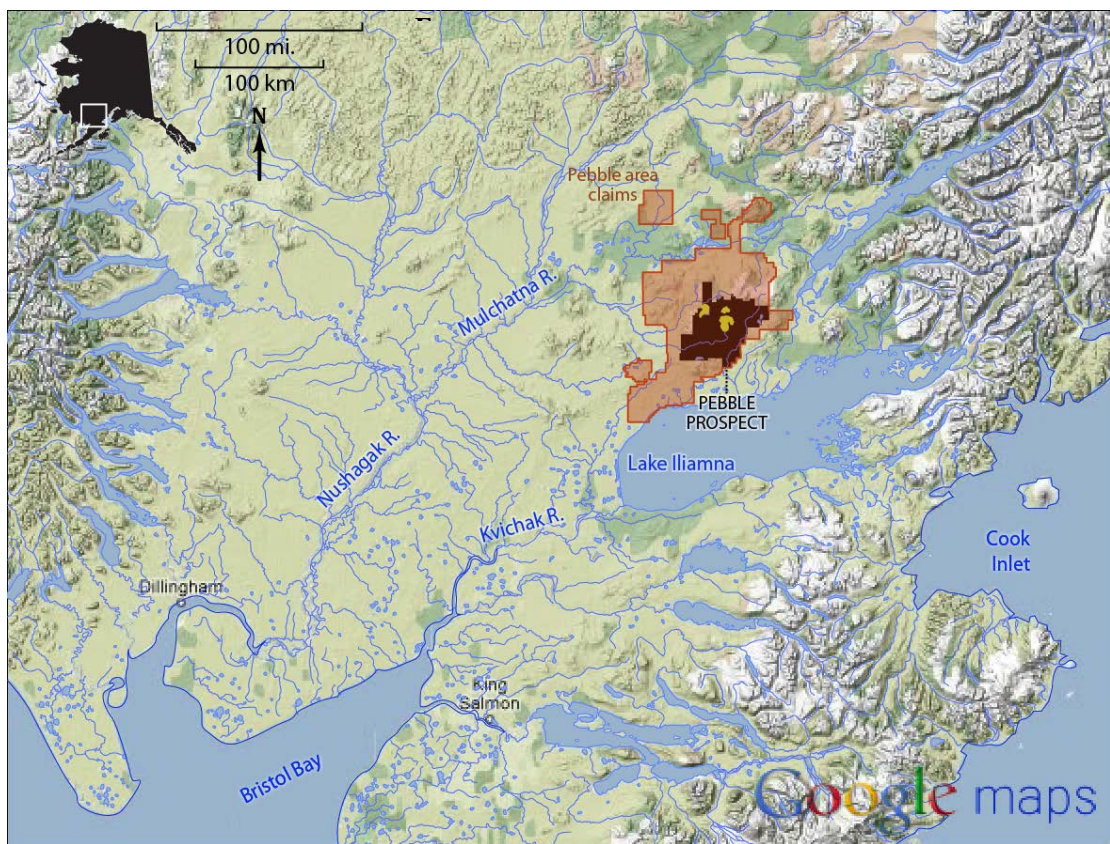 100 mi.
100 km
N
Pebble area
claims
Mulchatna R.
PEBBLE
PROSPECT
Nushagak R.
Lake Iliamna
Kvichak R.
Cook
Inlet
Dillingham
King
Salmon
Bristol Bay
Google maps